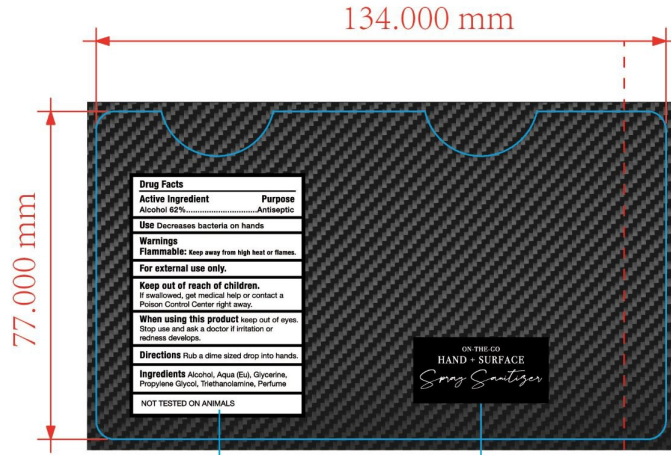 134.000 mm
77.000 mm
Drug Facts
Active Ingredient Purpose
Alcohol 62%..............................Antiseptic
Use Decreases bacteria on hands
Warnings
Flammable: Keep away from high heat or flames.
For external use only.
Keep out of reach of children.
If swallowed, get medical help or contact a
Poison Control Center right away.
When using this product keep out of eyes.
Stop use and ask a doctor if irritation or
redness develops.
Directions Rub a dime sized drop into hands.
Ingredients Alcohol, Aqua (Eu), Glycerine,
Propylene Glycol, Triethanolamine, Perfume
NOT TESTED ON ANIMALS
ON-THE-GO
HAND + SURFACE
Spray Sanitizer